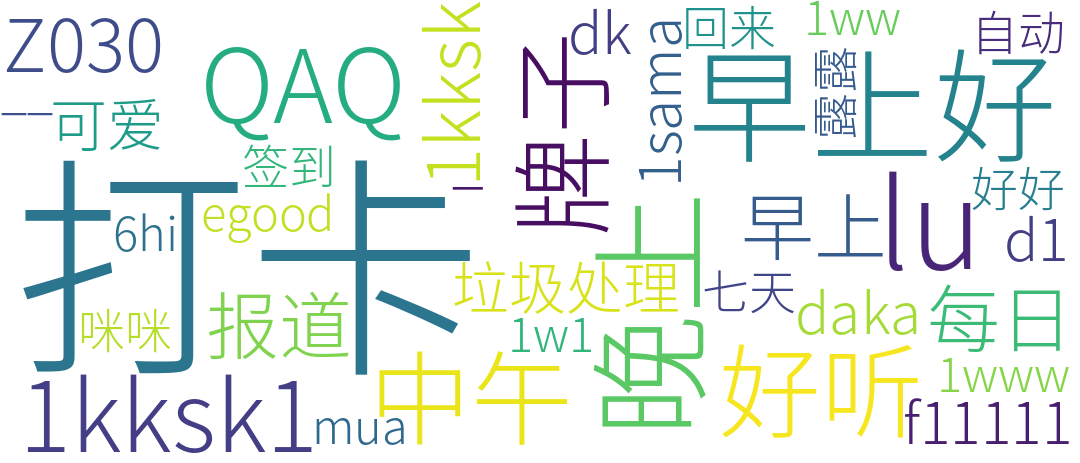 Z030
QAQ
1kksk
dk
1sama
回来
1ww
自动
一一
可爱
签到
牌子
早上好
露露
打卡
6hi
egood
晚上
早上
lu
好好
d1
咪咪
报道
垃圾处理
七天
daka
每日
1kksk1_
mua
中午
1w1
好听
1www
f11111